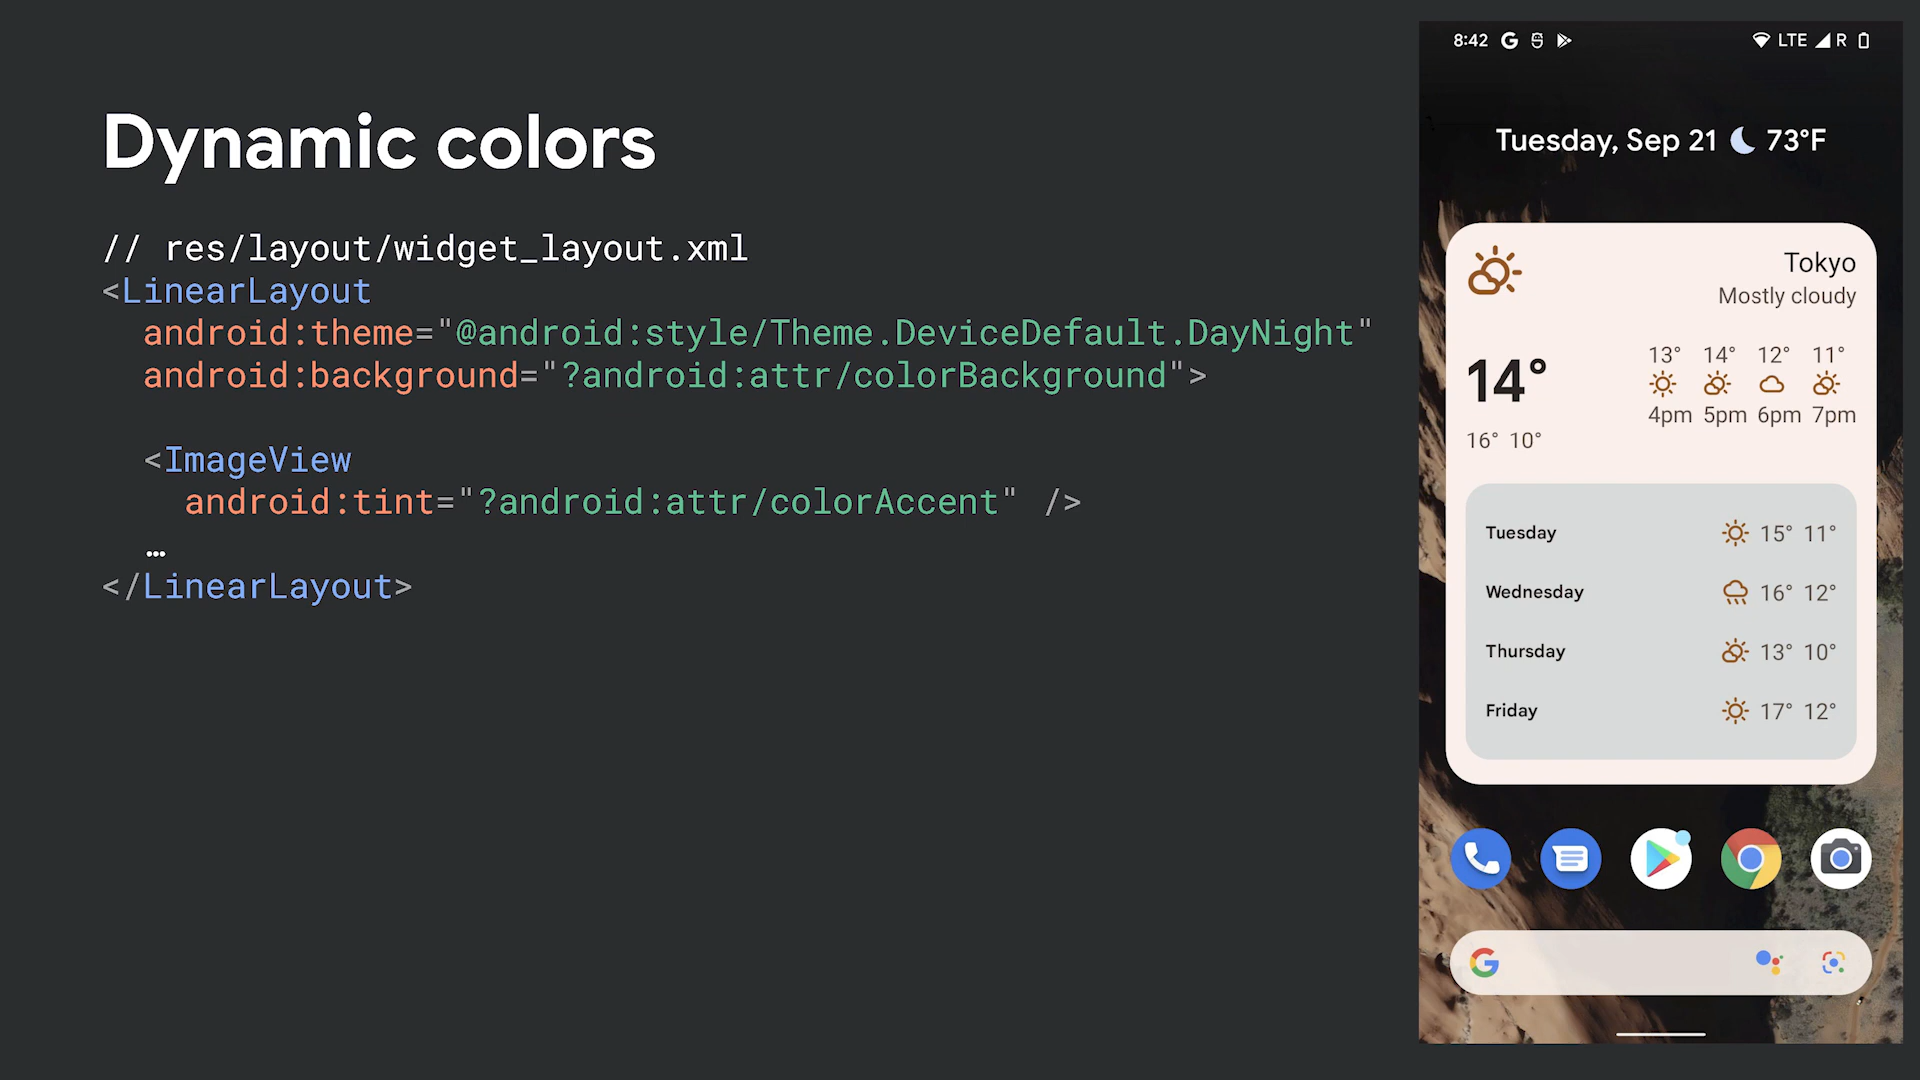 Dynamic colors
// res/layout/widget_layout.xml
<LinearLayout
android:theme="@android:style/Theme.DeviceDefault.DayNight"
android:background="?android:attr/colorBackground">
<ImageView
android:tint="?android:attr/colorAccent" />
…
</LinearLayout>
8:42 G LTE R
Tuesday, Sep 21 73°F
Tokyo
Mostly cloudy
14°
16° 10°
13° 14° 12° 11°
4pm 5pm 6pm 7pm
Tuesday 15° 11°
Wednesday 16° 12°
Thursday 13° 10°
Friday 17° 12°
G